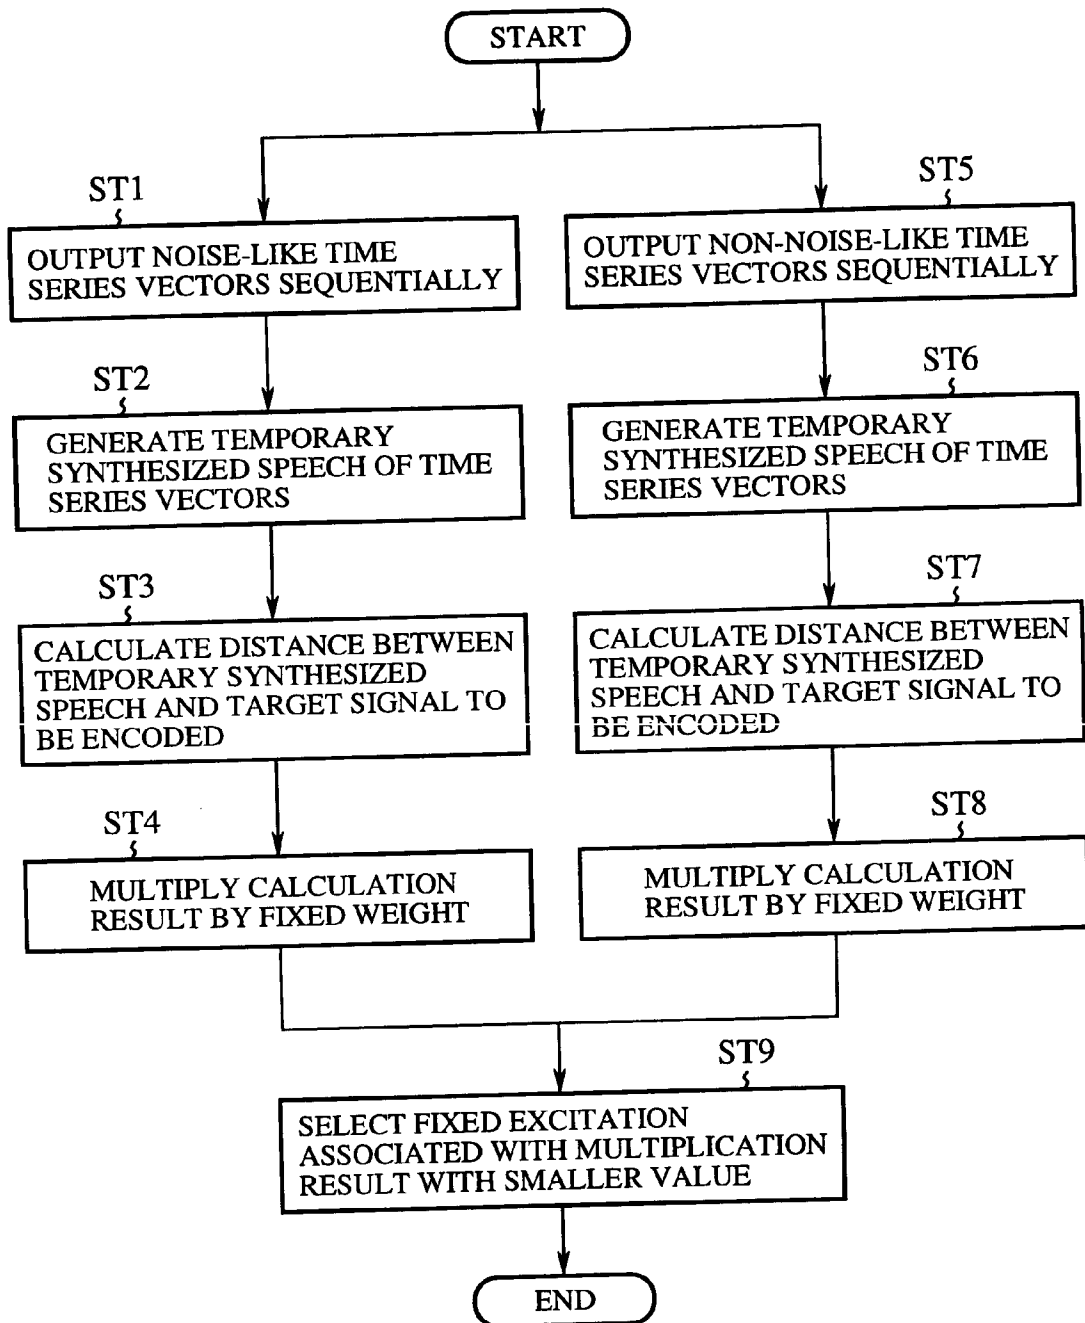 START
ST1
OUTPUT NOISE-LIKE TIME
SERIES VECTORS SEQUENTIALLY
ST2
GENERATE TEMPORARY
SYNTHESIZED SPEECH OF TIME
SERIES VECTORS
ST3
CALCULATE DISTANCE BETWEEN
TEMPORARY SYNTHESIZED
SPEECH AND TARGET SIGNAL TO
BE ENCODED
ST4
MULTIPLY CALCULATION
RESULT BY FIXED WEIGHT
ST5
OUTPUT NON-NOISE-LIKE TIME
SERIES VECTORS SEQUENTIALLY
ST6
GENERATE TEMPORARY
SYNTHESIZED SPEECH OF TIME
SERIES VECTORS
ST7
CALCULATE DISTANCE BETWEEN
TEMPORARY SYNTHESIZED
SPEECH AND TARGET SIGNAL TO
BE ENCODED
ST8
MULTIPLY CALCULATION
RESULT BY FIXED WEIGHT
ST9
SELECT FIXED EXCITATION
ASSOCIATED WITH MULTIPLICATION
RESULT WITH SMALLER VALUE
END